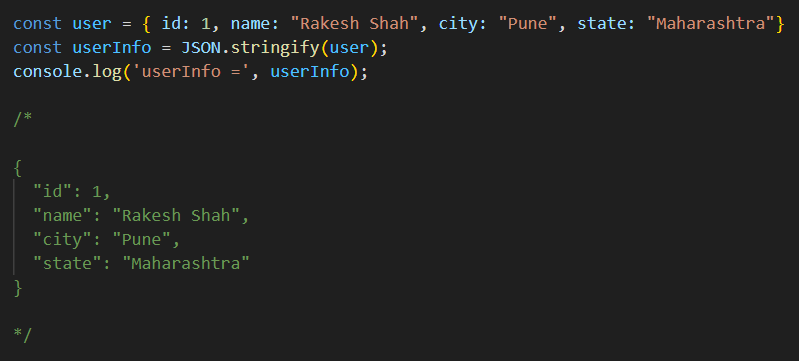 const user = { id: 1, name: "Rakesh Shah", city: "Pune", state: "Maharashtra"}
const userInfo = JSON.stringify(user);
console.log('userInfo =', userInfo);
/*
{
"id": 1,
"name": "Rakesh Shah",
"city": "Pune",
"state": "Maharashtra"
}
*/